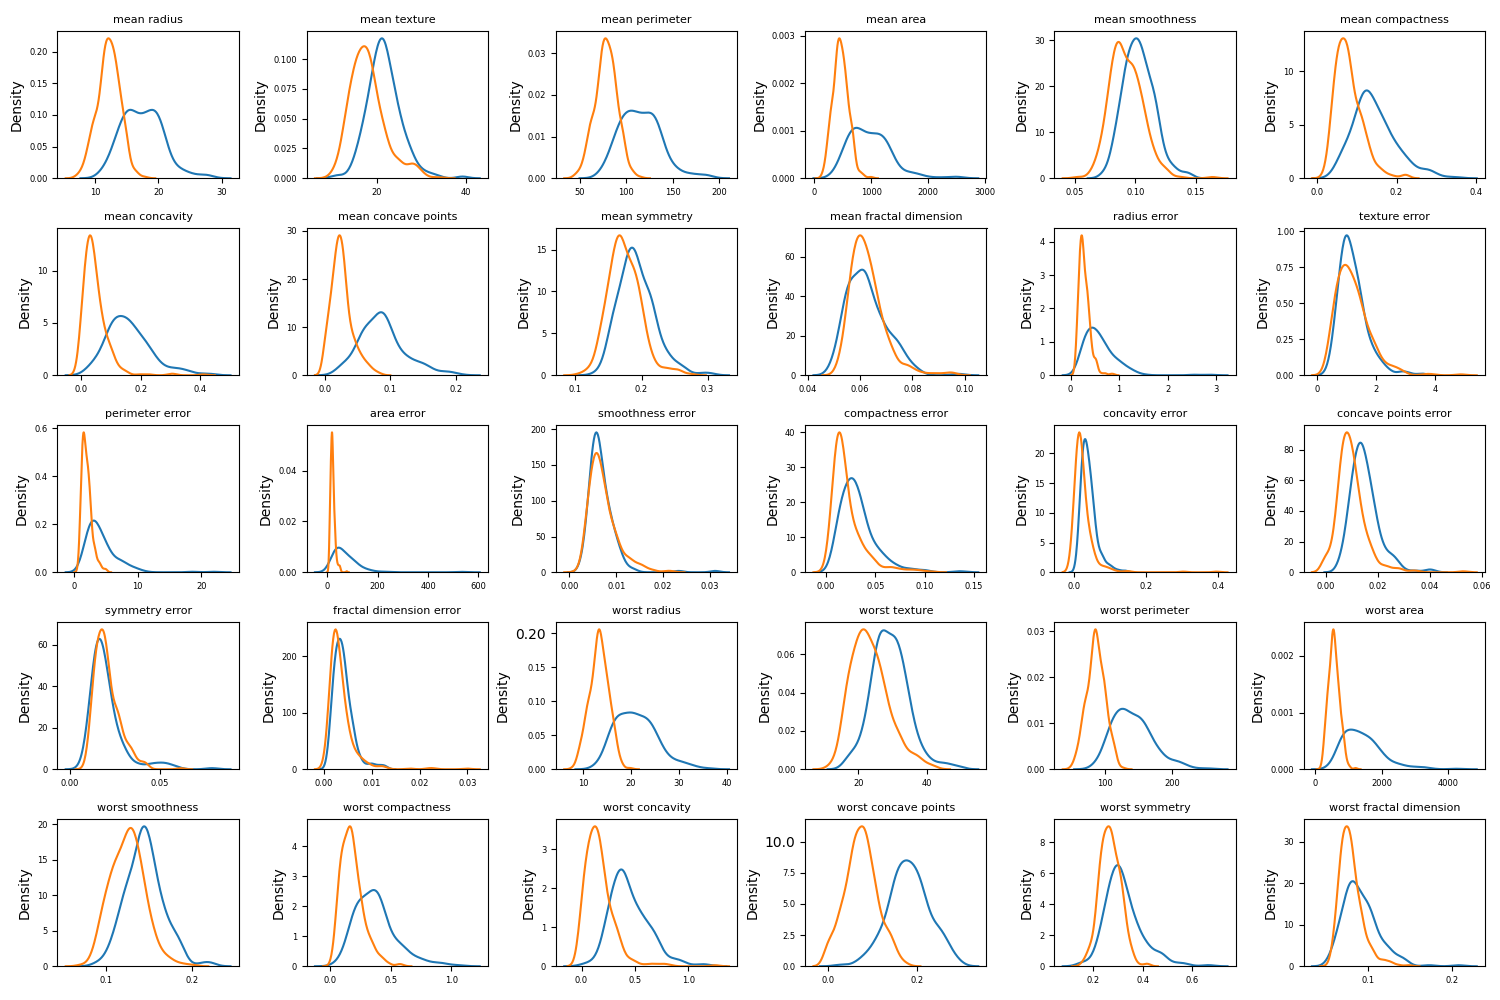 mean radius
Density
0.20
0.15
0.10
0.05
0.00
10 20 30
mean texture
Density
0.100
0.075
0.050
0.025
0.000
20 40
mean perimeter
Density
0.03
0.02
0.01
0.00
50 100 150 200
mean area
Density
0.003
0.002
0.001
0.000
0 1000 2000 3000
mean smoothness
Density
30
20
10
0
0.05 0.10 0.15
mean compactness
Density
10
5
0
0.0 0.2 0.4
mean concavity
Density
10
5
0
0.0 0.2 0.4
mean concave points
Density
30
20
10
0
0.0 0.1 0.2
mean symmetry
Density
15
10
5
0
0.1 0.2 0.3
mean fractal dimension
Density
60
40
20
0
0.04 0.06 0.08 0.10
radius error
Density
4
3
2
1
0
0 1 2 3
texture error
Density
1.00
0.75
0.50
0.25
0.00
0 2 4
perimeter error
Density
0.6
0.4
0.2
0.0
0 10 20
area error
Density
0.04
0.02
0.00
0 200 400 600
smoothness error
Density
200
150
100
50
0
0.00 0.01 0.02 0.03
compactness error
Density
40
30
20
10
0
0.00 0.05 0.10 0.15
concavity error
Density
20
15
10
5
0
0.0 0.2 0.4
concave points error
Density
80
60
40
20
0
0.00 0.02 0.04 0.06
symmetry error
Density
60
40
20
0
0.00 0.05
fractal dimension error
Density
200
100
0
0.00 0.01 0.02 0.03
worst radius
Density
0.20
0.15
0.10
0.05
0.00
10 20 30 40
worst texture
Density
0.06
0.04
0.02
0.00
20 40
worst perimeter
Density
0.03
0.02
0.01
0.00
100 200
worst area
Density
0.002
0.001
0.000
0 2000 4000
worst smoothness
Density
20
15
10
5
0
0.1 0.2
worst compactness
Density
4
3
2
1
0
0.0 0.5 1.0
worst concavity
Density
3
2
1
0
0.0 0.5 1.0
worst concave points
Density
10.0
7.5
5.0
2.5
0.0
0.0 0.2
worst symmetry
Density
8
6
4
2
0
0.2 0.4 0.6
worst fractal dimension
Density
30
20
10
0
0.1 0.2